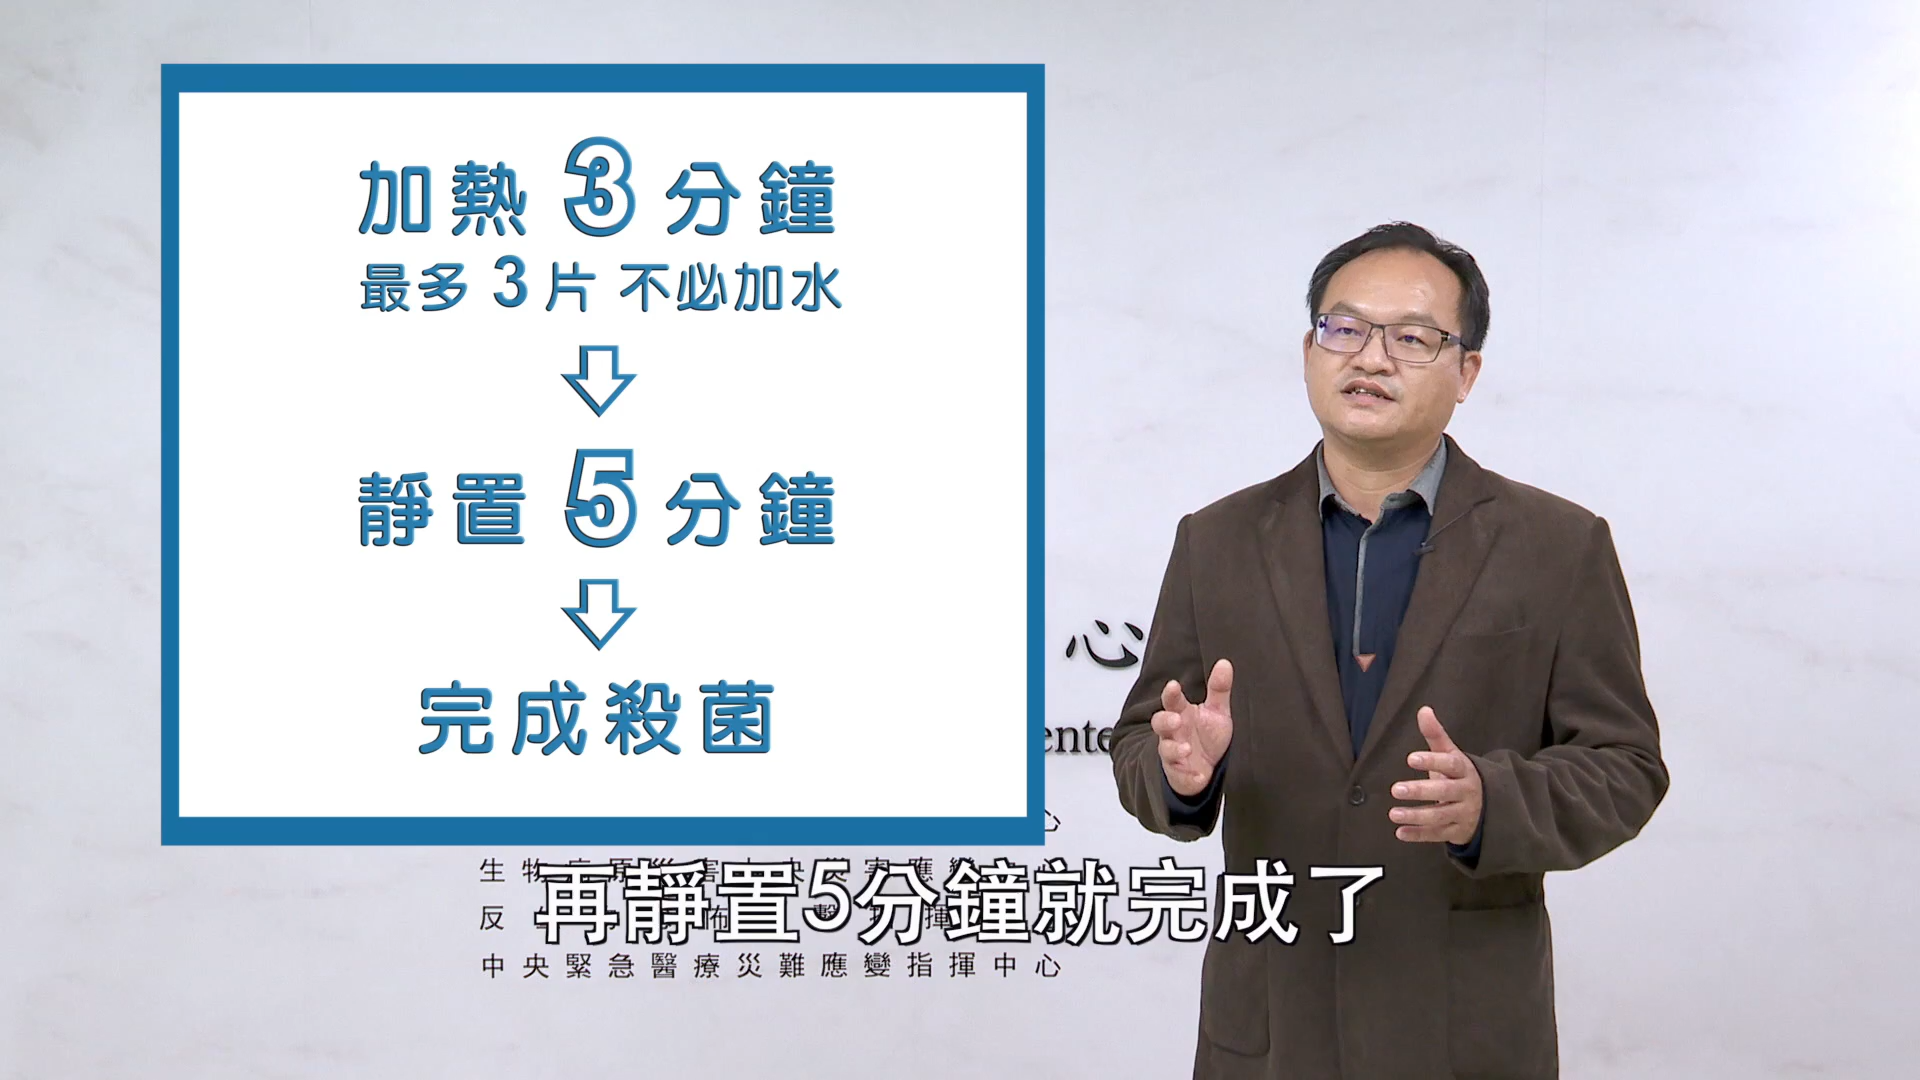 加熱3分鐘
最多3片 不必加水
靜置5分鐘
完成殺菌
心
ente
心
再靜置5分鐘就完成了
中央緊急醫療災難應變指揮中心